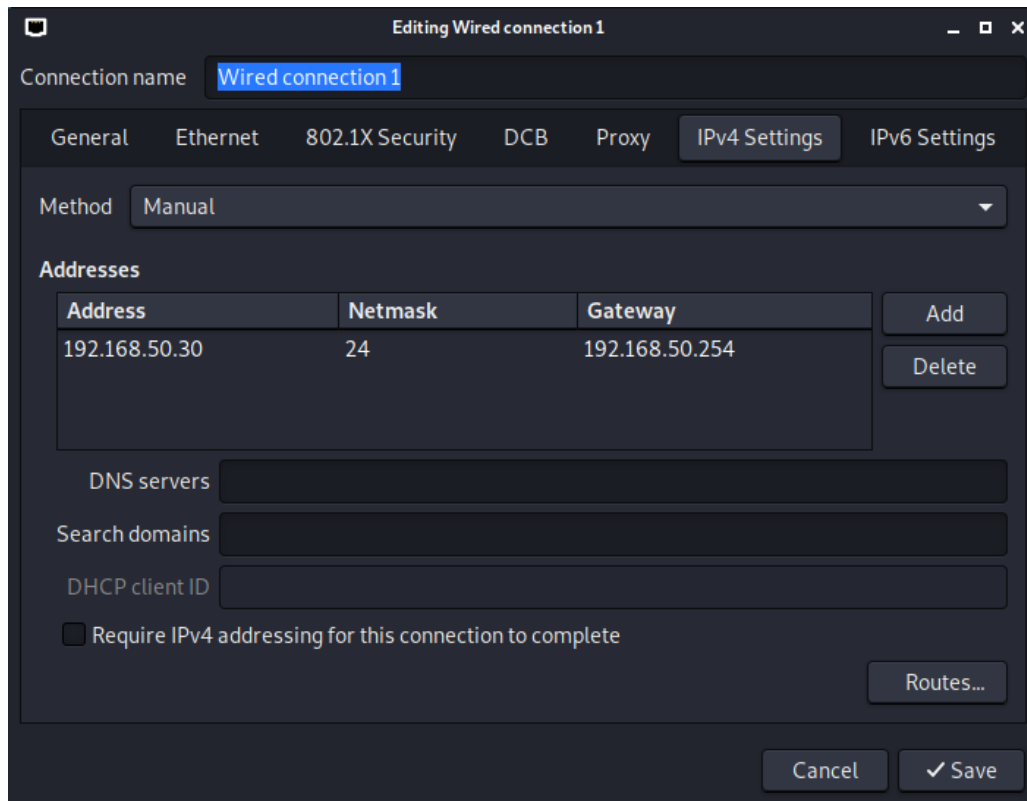 Editing Wired connection 1
Connection name Wired connection 1
General Ethernet 802.1X Security DCB Proxy IPv4 Settings IPv6 Settings
Method Manual
Addresses
Address Netmask Gateway
192.168.50.30 24 192.168.50.254
Add
Delete
DNS servers
Search domains
DHCP client ID
Require IPv4 addressing for this connection to complete
Routes...
Cancel Save